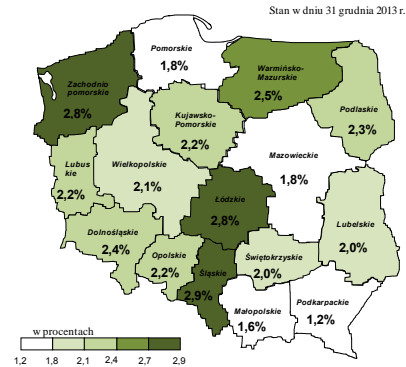 Stan w dniu 31 grudnia 2013 r.
Pomorskie
1,8%
Warmińsko-
Mazurskie
2,5%
Zachodnio
pomorskie
2,8%
Podlaskie
2,3%
Kujawsko-
Pomorskie
2,2%
Lubus
kie
2,2%
Wielkopolskie
2,1%
Mazowieckie
1,8%
Łódzkie
2,8%
Lubelskie
2,0%
Dolnośląskie
2,4%
Opolskie
2,2%
Śląskie
2,9%
Świętokrzyskie
2,0%
Małopolskie
1,6%
Podkarpackie
1,2%
w procentach
1,2 1,8 2,1 2,4 2,7 2,9